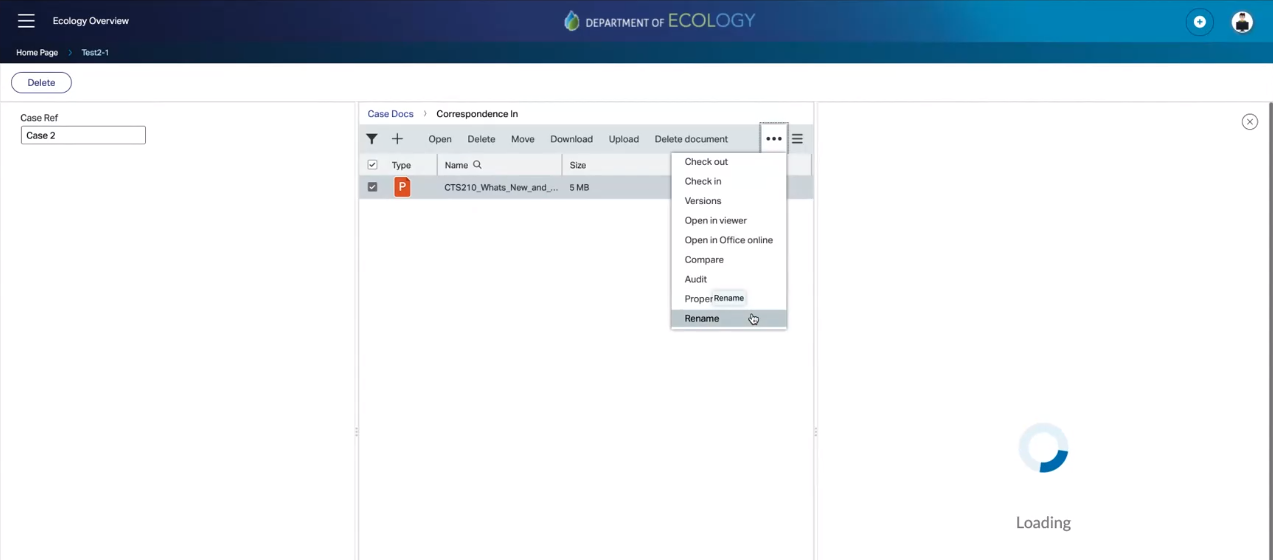 Ecology Overview
DEPARTMENT OF ECOLOGY
Home Page > Test2-1
Delete
Case Ref
Case 2
Case Docs > Correspondence In
Open Delete Move Download Upload Delete document
Type Name Size
P CTS210_Whats_New_and_... 5 MB
Check out
Check in
Versions
Open in viewer
Open in Office online
Compare
Audit
Proper
Rename
Rename
Loading